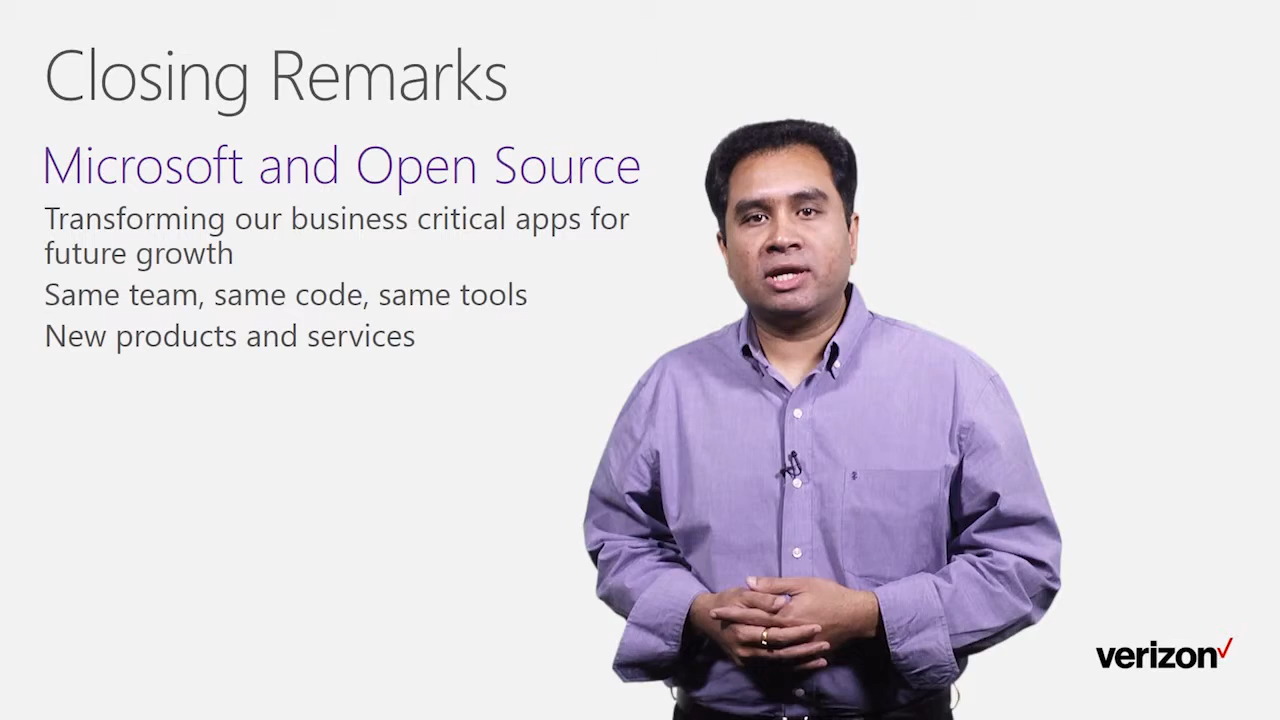 Closing Remarks
Microsoft and Open Source
Transforming our business critical apps for
future growth
Same team, same code, same tools
New products and services
verizon